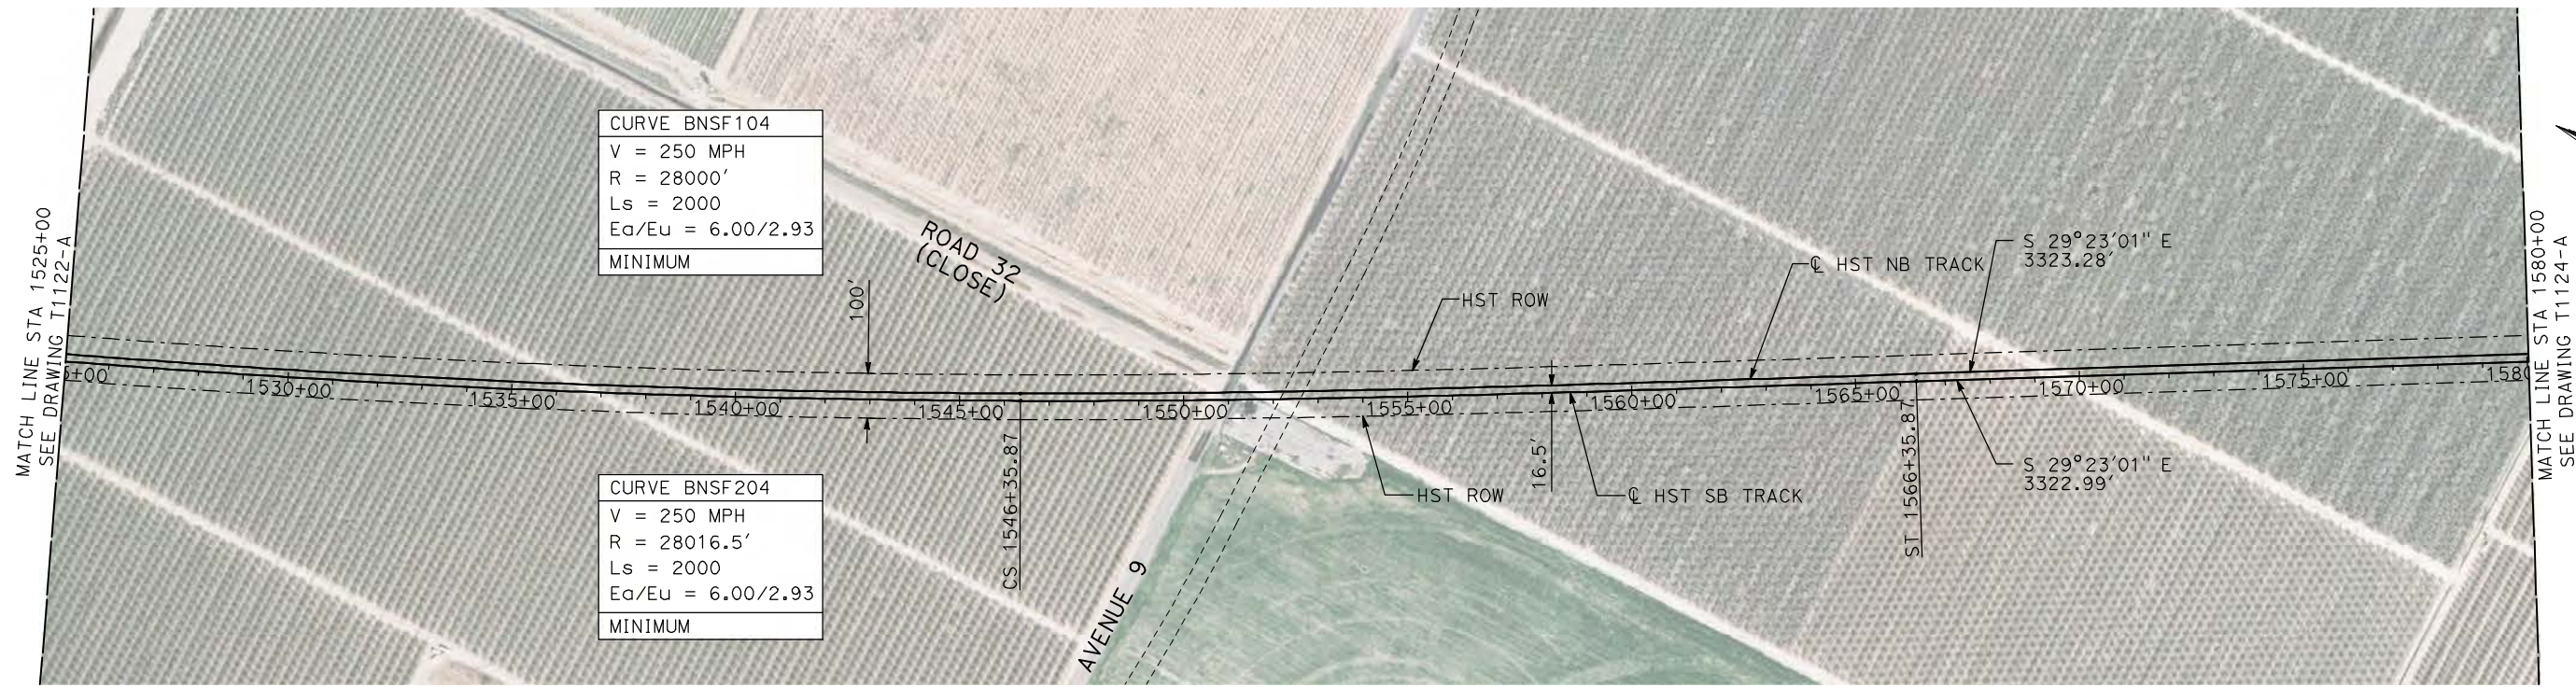 MATCH LINE STA 1525+00
SEE DRAWING T1122-A
CURVE BNSF104
V = 250 MPH
R = 28000'
Ls = 2000
Ea/Eu = 6.00/2.93
MINIMUM
100'
ROAD 32
(CLOSE)
HST ROW
℄ HST NB TRACK
S 29°23'01" E
3323.28'
+00
1530+00
1535+00
1540+00
1545+00
1550+00
1555+00
1560+00
1565+00
1570+00
1575+00
1580
CURVE BNSF204
V = 250 MPH
R = 28016.5'
Ls = 2000
Ea/Eu = 6.00/2.93
MINIMUM
CS 1546+35.87
AVENUE 9
HST ROW
16.5'
℄ HST SB TRACK
ST 1566+35.87
S 29°23'01" E
3322.99'
MATCH LINE STA 1580+00
SEE DRAWING T1124-A